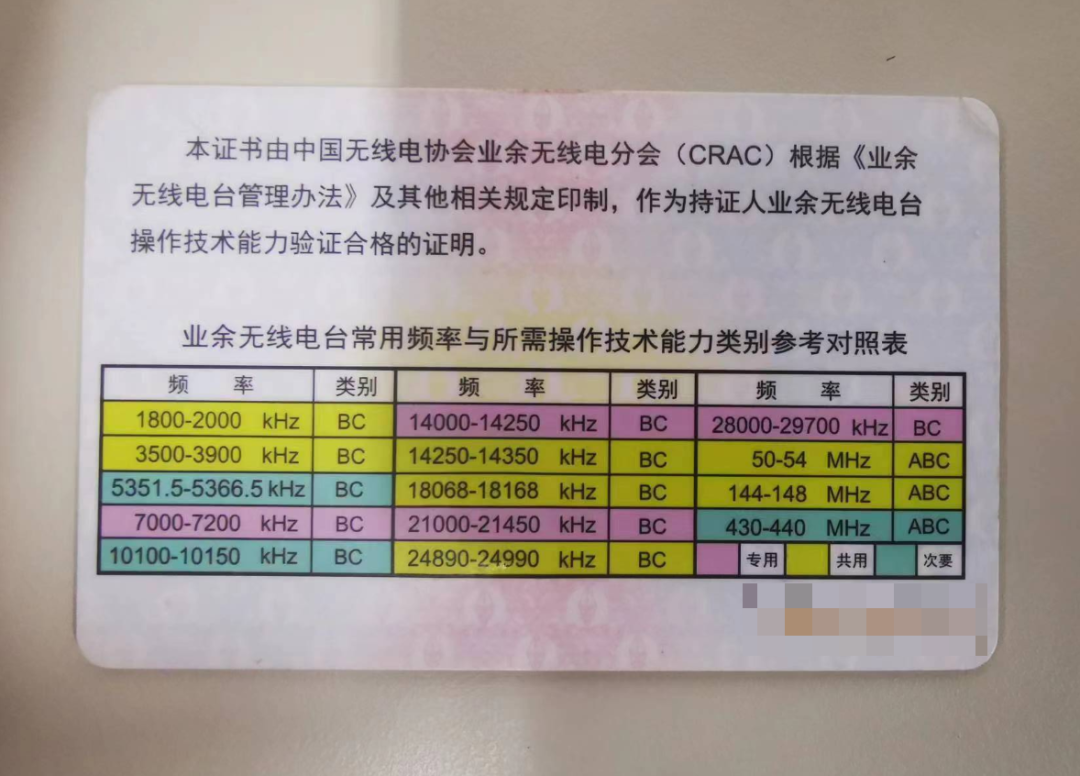 本证书由中国无线电协会业余无线电分会（CRAC）根据《业余
无线电台管理办法》及其他相关规定印制，作为持证人业余无线电台
操作技术能力验证合格的证明。
业余无线电台常用频率与所需操作技术能力类别参考对照表
频 率 类别 频 率 类别 频 率 类别
1800-2000 kHz BC 14000-14250 kHz BC 28000-29700 kHz BC
3500-3900 kHz BC 14250-14350 kHz BC 50-54 MHz ABC
5351.5-5366.5 kHz BC 18068-18168 kHz BC 144-148 MHz ABC
7000-7200 kHz BC 21000-21450 kHz BC 430-440 MHz ABC
10100-10150 kHz BC 24890-24990 kHz BC 专用 共用 次要